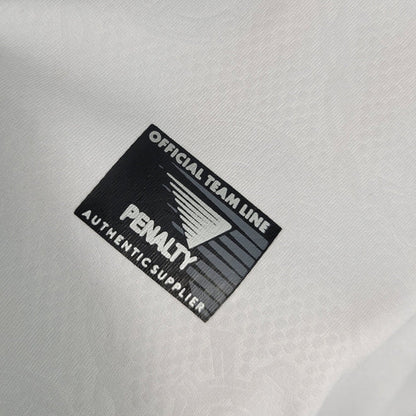 OFFICIAL TEAM LINE
PENALTY
AUTHENTIC SUPPLIER